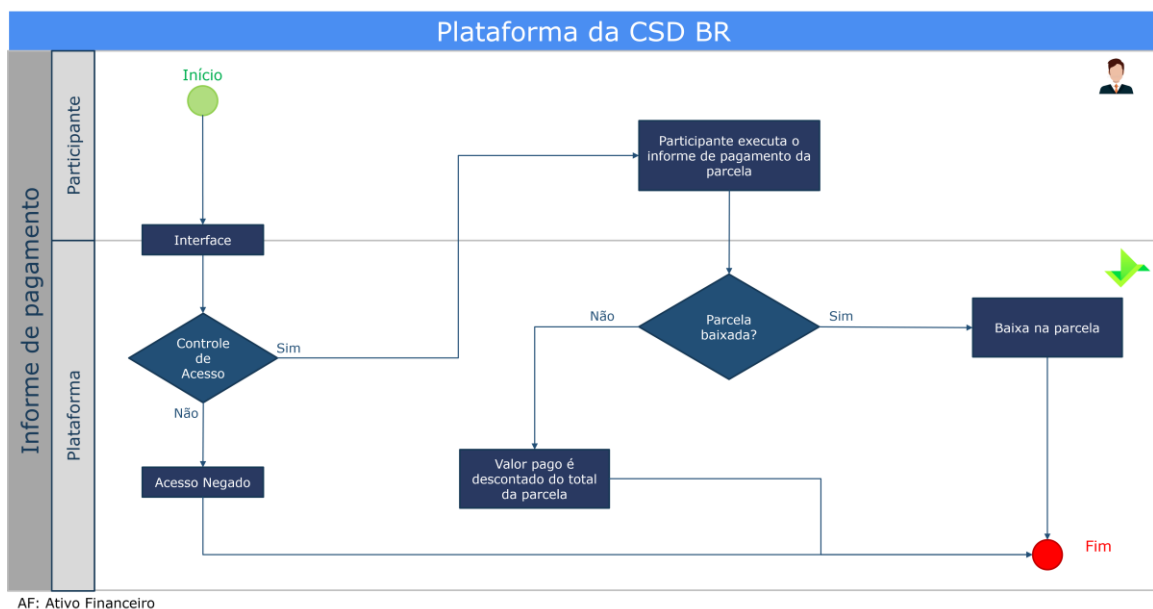 Plataforma da CSD BR
Informe de pagamento
Participante
Plataforma
Início
Participante executa o
informe de pagamento da
parcela
Interface
Controle
de
Acesso
Sim
Não
Acesso Negado
Parcela
baixada?
Não
Sim
Baixa na parcela
Valor pago é
descontado do total
da parcela
Fim
AF: Ativo Financeiro